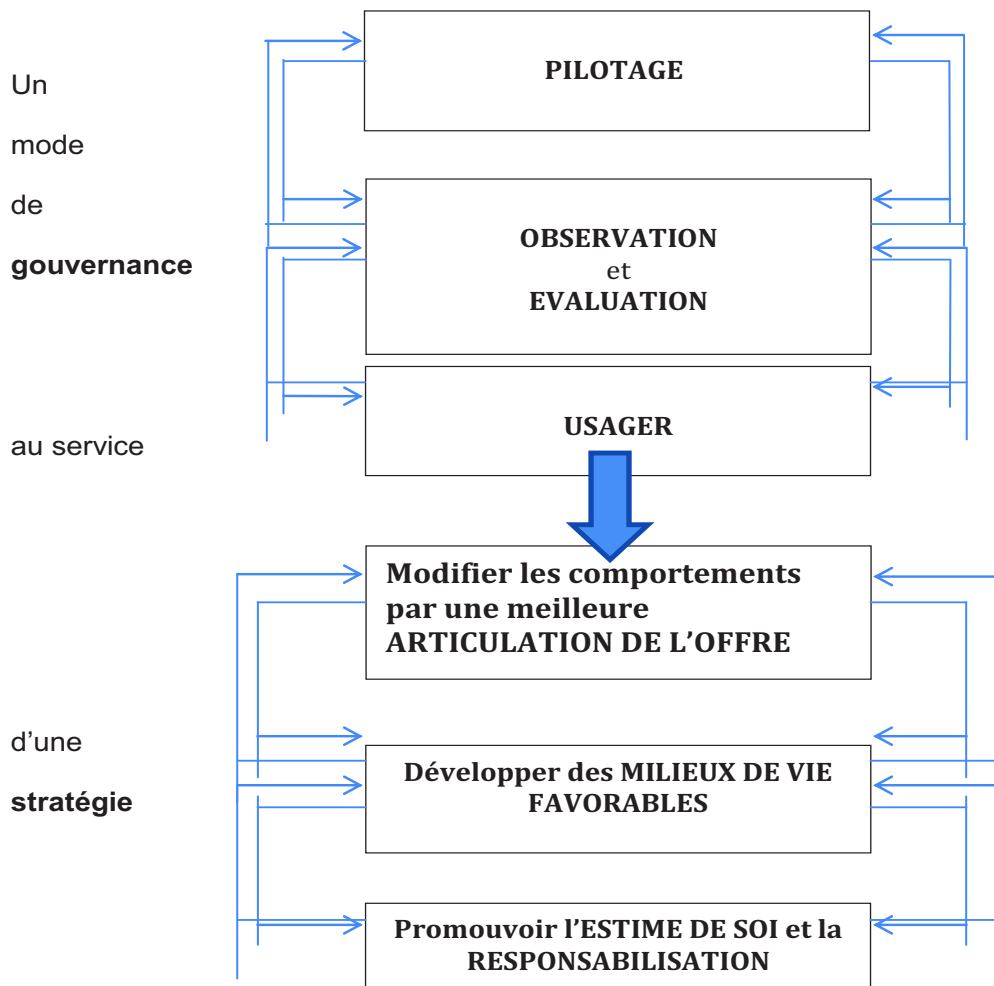 PILOTAGE
Un
mode
de
gouvernance
OBSERVATION
et
EVALUATION
USAGER
au service
Modifier les comportements
par une meilleure
ARTICULATION DE L’OFFRE
d’une
stratégie
Développer des MILIEUX DE VIE
FAVORABLES
Promouvoir l’ESTIME DE SOI et la
RESPONSABILISATION